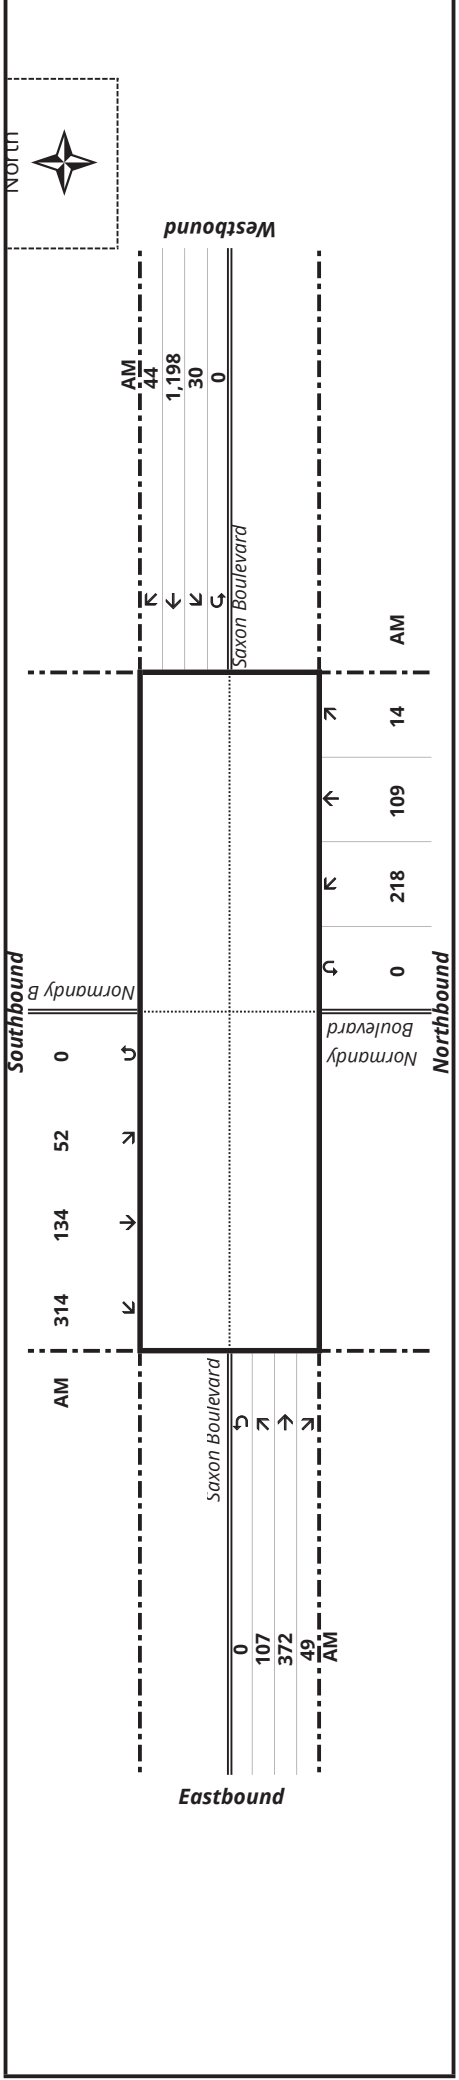 North
Westbound
AM
44
1,198
30
0
Saxon Boulevard
AM
14
109
218
0
Northbound
Normandy
Boulevard
Southbound
Normandy B
0
52
134
314
AM
Saxon Boulevard
0
107
372
49
AM
Eastbound